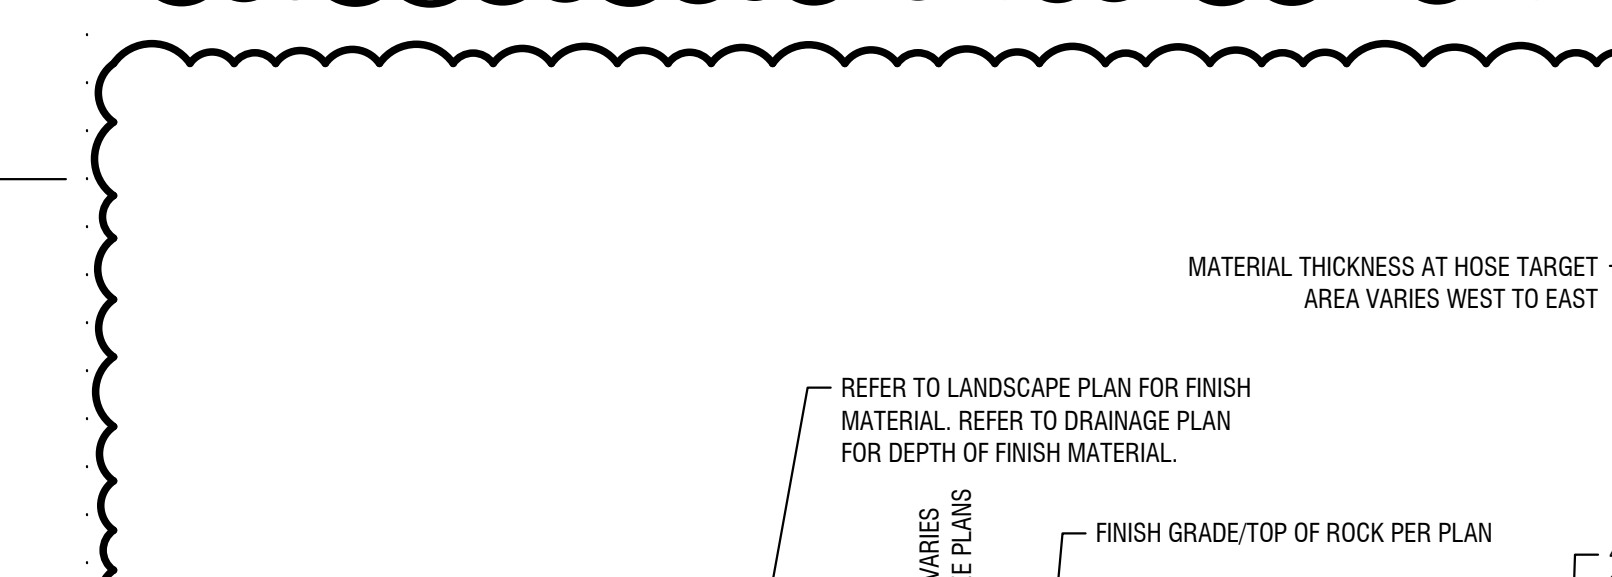 MATERIAL THICKNESS AT HOSE TARGET
AREA VARIES WEST TO EAST
REFER TO LANDSCAPE PLAN FOR FINISH
MATERIAL. REFER TO DRAINAGE PLAN
FOR DEPTH OF FINISH MATERIAL.
VARIES
PLANS
FINISH GRADE/TOP OF ROCK PER PLAN